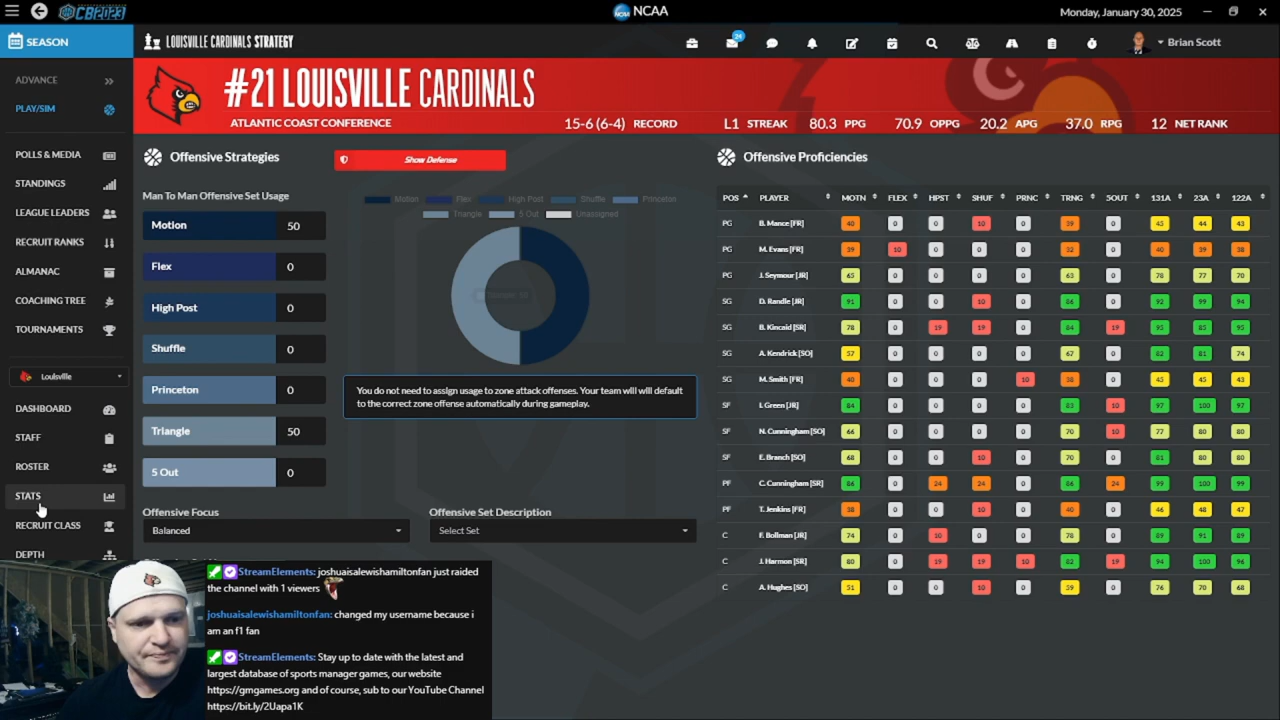 CB2023
NCAA
Monday, January 30, 2025
SEASON
LOUISVILLE CARDINALS STRATEGY
24
Brian Scott
ADVANCE
PLAY/SIM
#21 LOUISVILLE CARDINALS
ATLANTIC COAST CONFERENCE
15-6 (6-4) RECORD L1 STREAK 80.3 PPG 70.9 OPPG 20.2 APG 37.0 RPG 12 NET RANK
POLLS & MEDIA
STANDINGS
LEAGUE LEADERS
RECRUIT RANKS
ALMANAC
COACHING TREE
TOURNAMENTS
Louisville
DASHBOARD
STAFF
ROSTER
STATS
RECRUIT CLASS
DEPTH
Offensive Strategies
Show Defense
Man To Man Offensive Set Usage
Motion 50
Flex 0
High Post 0
Shuffle 0
Princeton 0
Triangle 50
5 Out 0
Motion Flex High Post Shuffle Princeton
Triangle 5 Out Unassigned
You do not need to assign usage to zone attack offenses. Your team will will default
to the correct zone offense automatically during gameplay.
Offensive Focus
Balanced
Offensive Set Description
Select Set
Offensive Proficiencies
POS PLAYER MOTN FLEX HPST SHUF PRNC TRNG 5OUT 131A 23A 122A
PG B. Mance [FR] 40 0 0 10 0 39 0 45 44 43
PG M. Evans [FR] 39 10 0 0 0 32 0 40 39 38
PG J. Seymour [JR] 65 0 0 0 0 63 0 78 77 70
SG D. Randle [JR] 91 0 0 10 0 86 0 92 99 94
SG B. Kincaid [SR] 78 0 19 19 0 84 19 93 85 95
SG A. Kendrick [SO] 57 0 0 0 0 67 0 82 81 74
SG M. Smith [FR] 40 0 0 0 10 38 0 45 45 43
SF I. Green [JR] 84 0 0 0 0 83 10 97 100 97
SF N. Cunningham [SO] 66 0 0 0 0 70 10 77 80 80
SF E. Branch [SO] 68 0 0 10 0 70 0 81 80 80
PF C. Cunningham [SR] 86 0 24 24 0 86 24 99 100 99
PF T. Jenkins [FR] 38 0 0 10 0 40 0 46 48 47
C F. Bollman [JR] 74 0 10 0 0 78 0 89 91 89
C J. Harmon [SR] 80 0 19 19 10 82 19 94 100 96
C A. Hughes [SO] 51 0 0 10 0 59 0 76 70 68
StreamElements: joshuaisalewishamiltonfan just raided
the channel with 1 viewers
joshuaisalewishamiltonfan: changed my username because i
am an f1 fan
StreamElements: Stay up to date with the latest and
largest database of sports manager games, our website
https://gmgames.org and of course, sub to our YouTube Channel
https://bit.ly/2Uapa1K